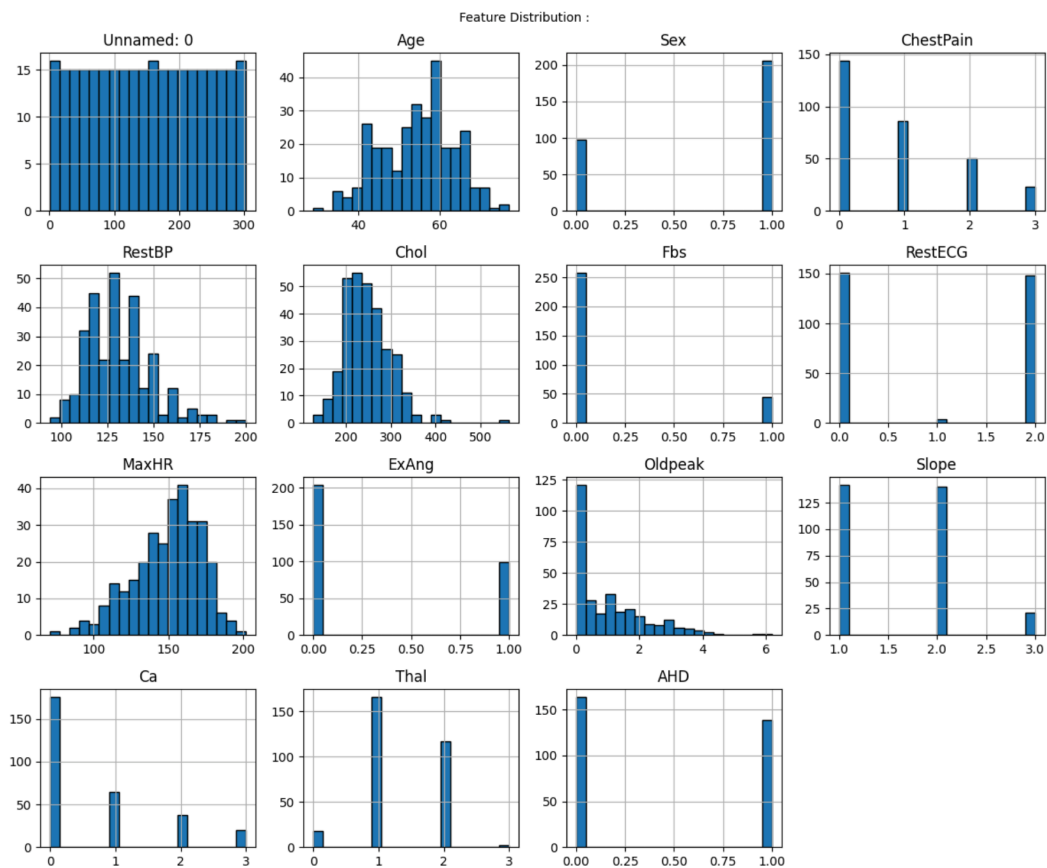 Feature Distribution :
Unnamed: 0
Age
Sex
ChestPain
15
10
5
0
0 100 200 300
40
30
20
10
0
40 60
200
150
100
50
0
0.00 0.25 0.50 0.75 1.00
150
100
50
0
0 1 2 3
RestBP
Chol
Fbs
RestECG
50
40
30
20
10
0
100 125 150 175 200
50
40
30
20
10
0
200 300 400 500
250
200
150
100
50
0
0.00 0.25 0.50 0.75 1.00
150
100
50
0
0.0 0.5 1.0 1.5 2.0
MaxHR
ExAng
Oldpeak
Slope
40
30
20
10
0
100 150 200
200
150
100
50
0
0.00 0.25 0.50 0.75 1.00
125
100
75
50
25
0
0 2 4 6
125
100
75
50
25
0
1.0 1.5 2.0 2.5 3.0
Ca
Thal
AHD
150
100
50
0
0 1 2 3
150
100
50
0
0 1 2 3
150
100
50
0
0.00 0.25 0.50 0.75 1.00